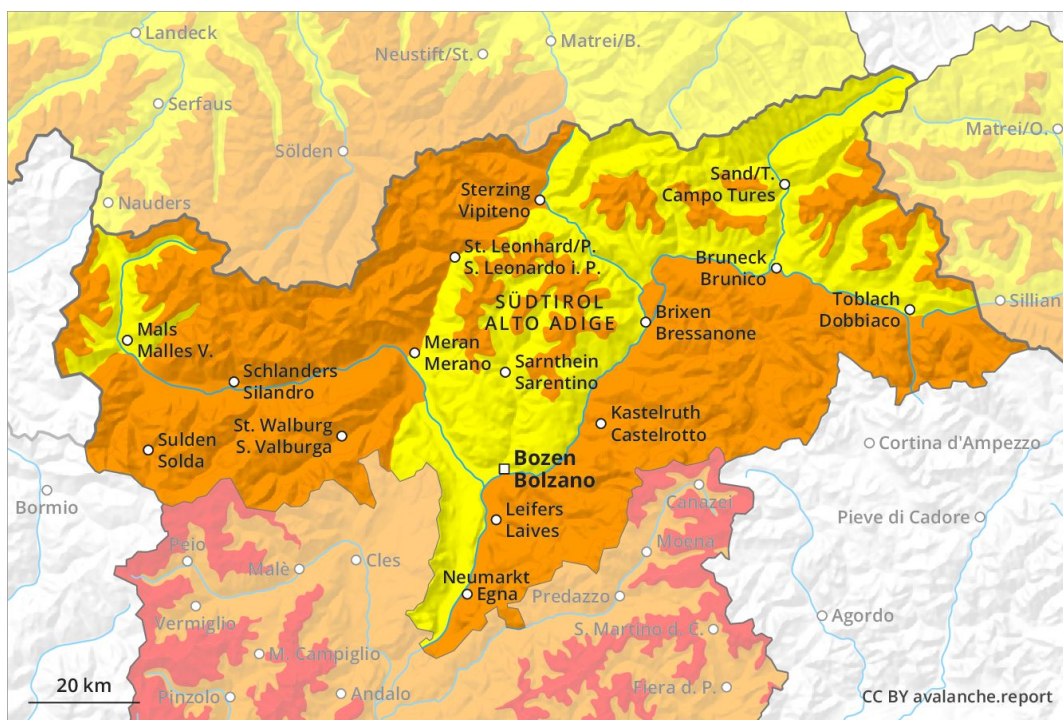 Landeck
Neustift/St.
Matrei/B.
Serfaus
Matrei/O.
Sölden
Sand/T.
Campo Tures
Sterzing
Vipiteno
Nauders
St. Leonhard/P.
S. Leonardo i. P.
Bruneck
Brunico
Toblach
Dobbiaco
Sillian
SÜDTIROL
ALTO ADIGE
Brixen
Bressanone
Mals
Malles V.
Meran
Merano
Sarnthein
Sarentino
Schlanders
Silandro
Kastelruth
Castelrotto
St. Walburg
S. Valburga
Sulden
Solda
Cortina d'Ampezzo
Bozen
Bolzano
Bormio
Canazei
Leifers
Laives
Pieve di Cadore
Peio
Moena
Cles
Malè
Neumarkt
Egna
Predazzo
Vermiglio
Agordo
S. Martino d. C.
M. Campiglio
20 km
Pinzolo
Andalo
Fiera d. P.
CC BY avalanche.report